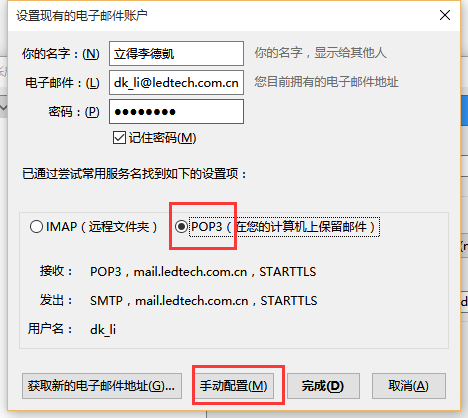 设置现有的电子邮件账户
你的名字：(N) 立得李德凱 你的名字，显示给其他人
电子邮件：(L) dk_li@ledtech.com.cn 您目前拥有的电子邮件地址
密码：(P) ●●●●●●●●
记住密码(M)
已通过尝试常用服务名找到如下的设置项：
IMAP（远程文件夹） POP3（在您的计算机上保留邮件）
接收： POP3，mail.ledtech.com.cn，STARTTLS
发出： SMTP，mail.ledtech.com.cn，STARTTLS
用户名： dk_li
获取新的电子邮件地址(G)... 手动配置(M) 完成(D) 取消(A)